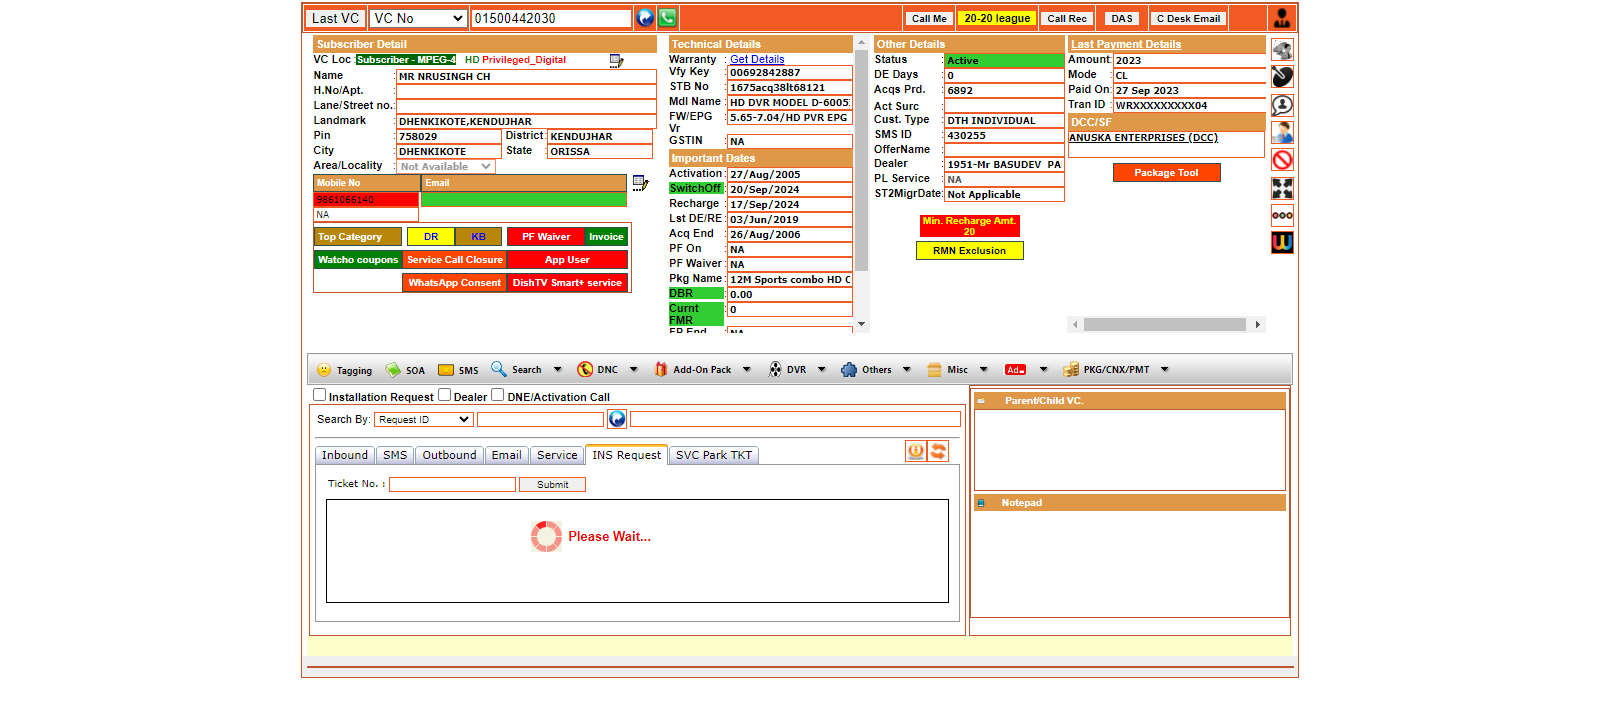 Last VC VC No 01500442030 Call Me 20-20 league Call Rec DAS C Desk Email
Subscriber Detail
VC Loc : Subscriber - MPEG-4 HD Privileged_Digital
Name : MR NRUSINGH CH
H.No/Apt. :
Lane/Street no. :
Landmark : DHENKIKOTE,KENDUJHAR
Pin : 758029 District : KENDUJHAR
City : DHENKIKOTE State : ORISSA
Area/Locality : Not Available
Mobile No Email
9861066140
NA
Top Category DR KB PF Waiver Invoice
Watcho coupons Service Call Closure App User
WhatsApp Consent DishTV Smart+ service
Technical Details
Warranty : Get Details
Vfy Key : 00692842887
STB No : 1675acq38lt68121
Mdl Name : HD DVR MODEL D-6005
FW/EPG Vr : 5.65-7.04/HD PVR EPG
GSTIN : NA
Important Dates
Activation : 27/Aug/2005
SwitchOff : 20/Sep/2024
Recharge : 17/Sep/2024
Lst DE/RE : 03/Jun/2019
Acq End : 26/Aug/2006
PF On : NA
PF Waiver : NA
Pkg Name : 12M Sports combo HD
DBR : 0.00
Curnt FMR : 0
FP End : NA
Other Details
Status : Active
DE Days : 0
Acqs Prd. : 6892
Act Surc :
Cust. Type : DTH INDIVIDUAL
SMS ID : 430255
OfferName :
Dealer : 1951-Mr BASUDEV PA
PL Service : NA
ST2MigrDate : Not Applicable
Min. Recharge Amt.
20
RMN Exclusion
Last Payment Details
Amount : 2023
Mode : CL
Paid On : 27 Sep 2023
Tran ID : WRXXXXXXXXX04
DCC/SF
ANUSKA ENTERPRISES (DCC)
Package Tool
Tagging SOA SMS Search DNC Add-On Pack DVR Others Misc Ad PKG/CNX/PMT
Installation Request Dealer DNE/Activation Call
Search By: Request ID
Inbound SMS Outbound Email Service INS Request SVC Park TKT
Ticket No. : Submit
Please Wait...
Parent/Child VC.
Notepad